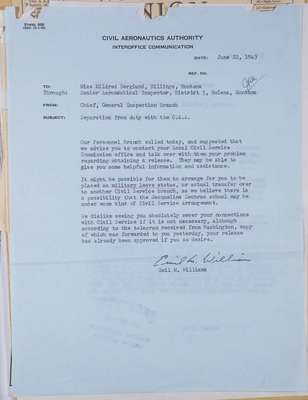 UNION
CIVIL AERONAUTICS AUTHORITY
INTEROFFICE COMMUNICATION
DATE: June 22, 1943
REF. NO.
TO: Miss Mildred Berglund, Billings, Montana
Through: Senior Aeronautical Inspector, District 5, Helena, Montana
FROM: Chief, General Inspection Branch
SUBJECT: Separation from duty with the C.A.A.
Our Personnel Branch called today, and suggested that
we advise you to contact your local Civil Service
Commission office and talk over with them your problem
regarding obtaining a release. They may be able to
give you some helpful information and assistance.
It might be possible for them to arrange for you to be
placed on military leave status, or actual transfer over
to another Civil Service branch, as we believe there is
a possibility that the Jacqueline Cochran school may be
under some kind of Civil Service arrangement.
We dislike seeing you absolutely sever your connections
with Civil Service if it is not necessary, although
according to the telegram received from Washington, copy
of which was forwarded to you yesterday, your release
has already been approved if you so desire.
Emil M. Williams
Emil M. Williams